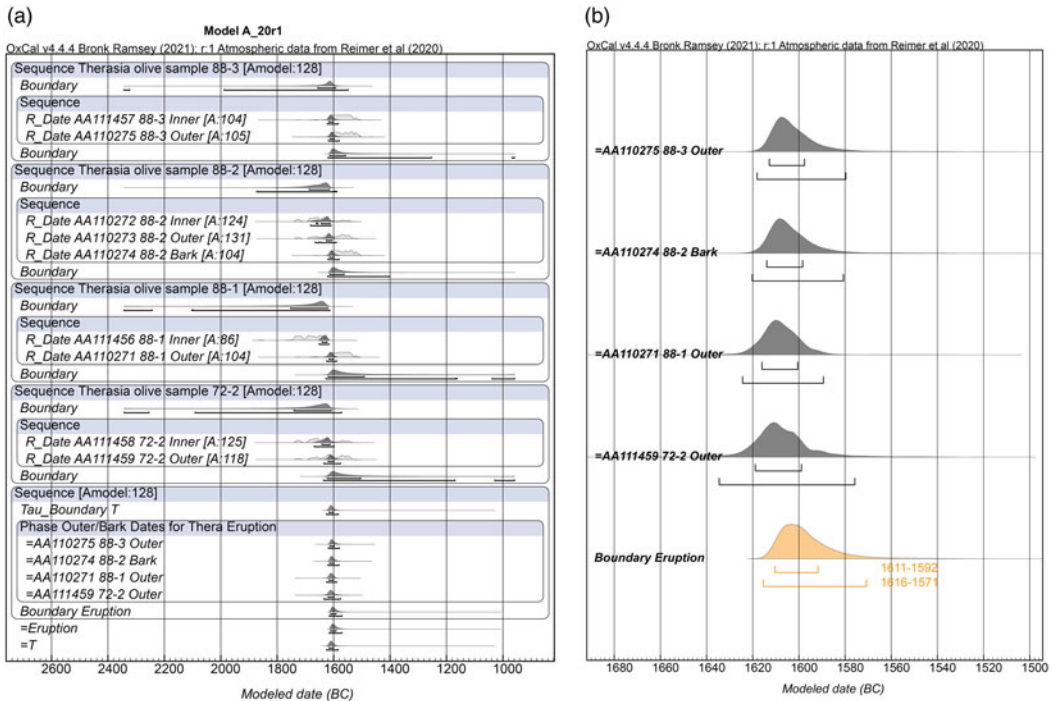 (a)
Model A_20r1
OxCal v4.4.4 Bronk Ramsey (2021); r:1 Atmospheric data from Reimer et al (2020)
Sequence Therasia olive sample 88-3 [Amodel:128]
Boundary
Sequence
R_Date AA111457 88-3 Inner [A:104]
R_Date AA110275 88-3 Outer [A:105]
Boundary
Sequence Therasia olive sample 88-2 [Amodel:128]
Boundary
Sequence
R_Date AA110272 88-2 Inner [A:124]
R_Date AA110273 88-2 Outer [A:131]
R_Date AA110274 88-2 Bark [A:104]
Boundary
Sequence Therasia olive sample 88-1 [Amodel:128]
Boundary
Sequence
R_Date AA111456 88-1 Inner [A:86]
R_Date AA110271 88-1 Outer [A:104]
Boundary
Sequence Therasia olive sample 72-2 [Amodel:128]
Boundary
Sequence
R_Date AA111458 72-2 Inner [A:125]
R_Date AA111459 72-2 Outer [A:118]
Boundary
Sequence [Amodel:128]
Tau_Boundary T
Phase Outer/Bark Dates for Thera Eruption
=AA110275 88-3 Outer
=AA110274 88-2 Bark
=AA110271 88-1 Outer
=AA111459 72-2 Outer
Boundary Eruption
=Eruption
=T
2600 2400 2200 2000 1800 1600 1400 1200 1000
Modeled date (BC)
(b)
OxCal v4.4.4 Bronk Ramsey (2021); r:1 Atmospheric data from Reimer et al (2020)
=AA110275 88-3 Outer
=AA110274 88-2 Bark
=AA110271 88-1 Outer
=AA111459 72-2 Outer
Boundary Eruption
1611-1592
1616-1571
1680 1660 1640 1620 1600 1580 1560 1540 1520 1500
Modeled date (BC)